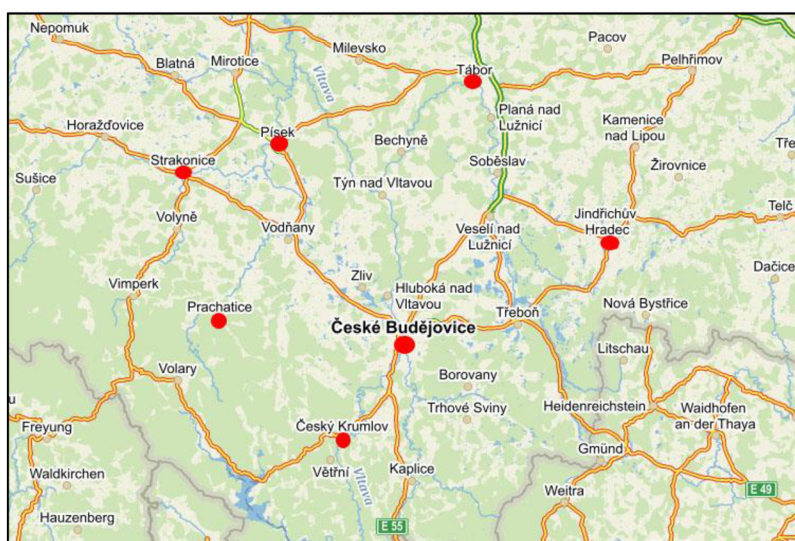 Nepomuk
Blatná
Mirotice
Milevsko
Vltava
Tábor
Pacov
Pelhřimov
Horažďovice
Písek
Bechyně
Planá nad
Lužnicí
Kamenice
nad Lipou
Strakonice
Sušice
Týn nad Vltavou
Soběslav
Žirovnice
Tře
Telč
Volyně
Vodňany
Veselí nad
Lužnicí
Jindřichův
Hradec
Vimperk
Zliv
Hluboká nad
Vltavou
Dačice
Prachatice
Třeboň
Nová Bystřice
České Budějovice
Litschau
Volary
Borovany
u
Freyung
Český Krumlov
Trhové Sviny
Heidenreichstein
Waidhofen
an der Thaya
Gmünd
Waldkirchen
Větřní
Vltava
Kaplice
Weitra
E 49
Hauzenberg
E 55